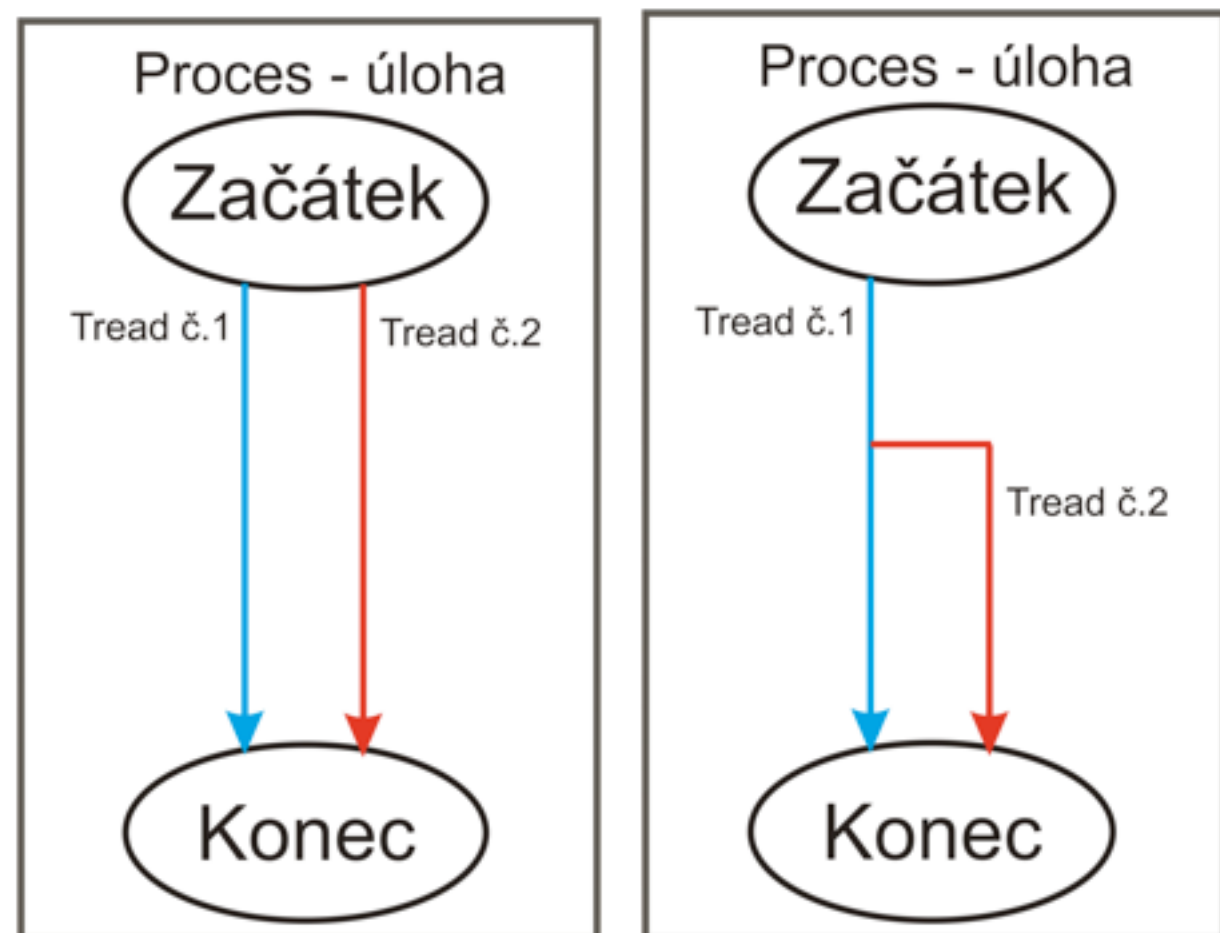 Proces - úloha
Začátek
Tread č.1
Tread č.2
Konec
Proces - úloha
Začátek
Tread č.1
Tread č.2
Konec